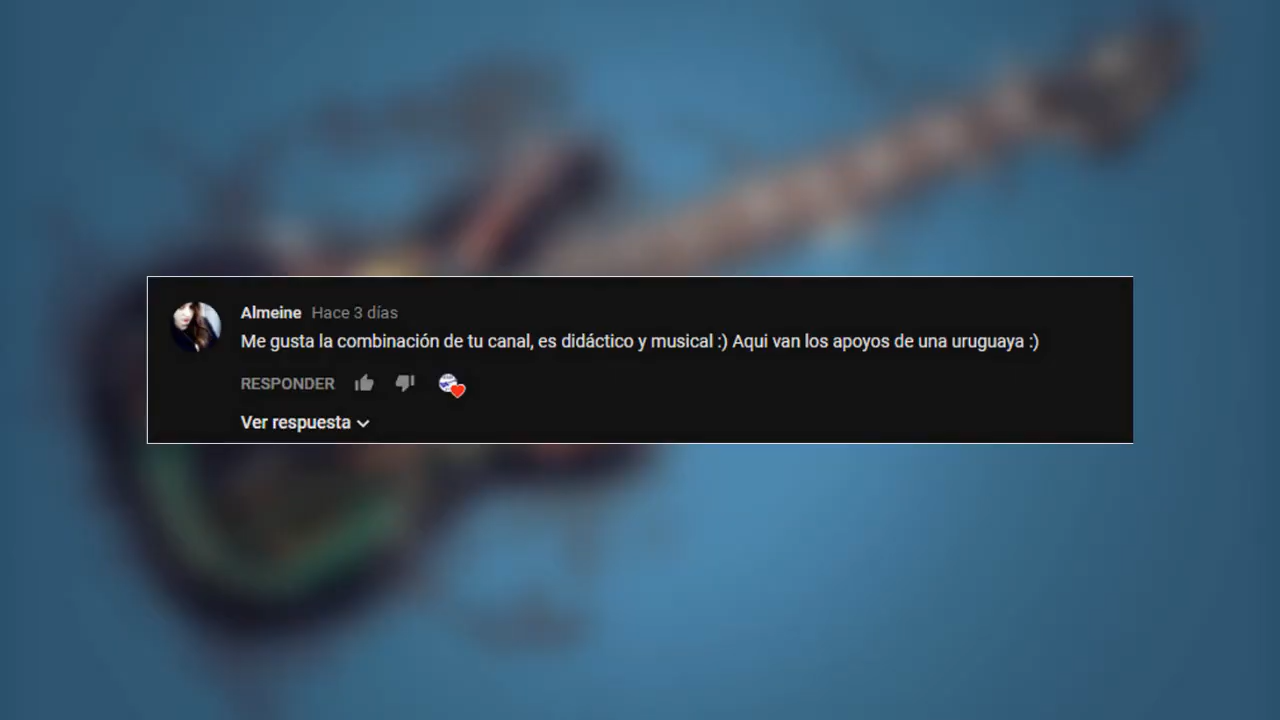 Almeine Hace 3 días
Me gusta la combinación de tu canal, es didáctico y musical :) Aqui van los apoyos de una uruguaya :)
RESPONDER
Ver respuesta